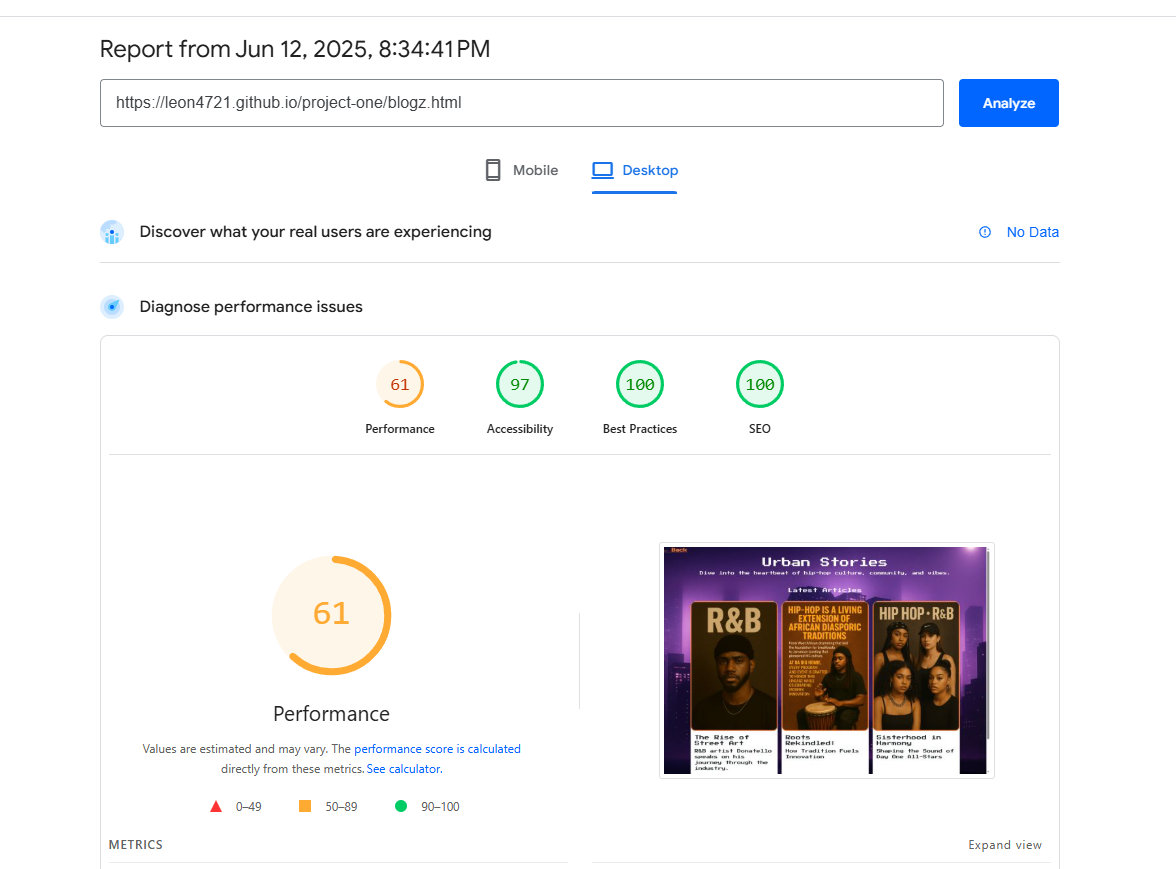 Report from Jun 12, 2025, 8:34:41 PM
https://leon4721.github.io/project-one/blogz.html
Analyze
Mobile
Desktop
Discover what your real users are experiencing
No Data
Diagnose performance issues
61
97
100
100
Performance
Accessibility
Best Practices
SEO
61
Performance
Values are estimated and may vary. The performance score is calculated
directly from these metrics. See calculator.
0–49
50–89
90–100
Back
Urban Stories
Dive into the heartbeat of hip-hop culture, community, and vibes.
Latest Articles
R&B
HIP-HOP IS A LIVING
EXTENSION OF
AFRICAN DIASPORIC
TRADITIONS
HIP HOP • R&B
The Rise of
Street Art
R&B artist Donatello
speaks on his
journey through the
industry.
Roots
Rekindled!
How Tradition Fuels
Innovation
Sisterhood in
Harmony
Shaping the Sound of
Day One All-Stars
METRICS
Expand view